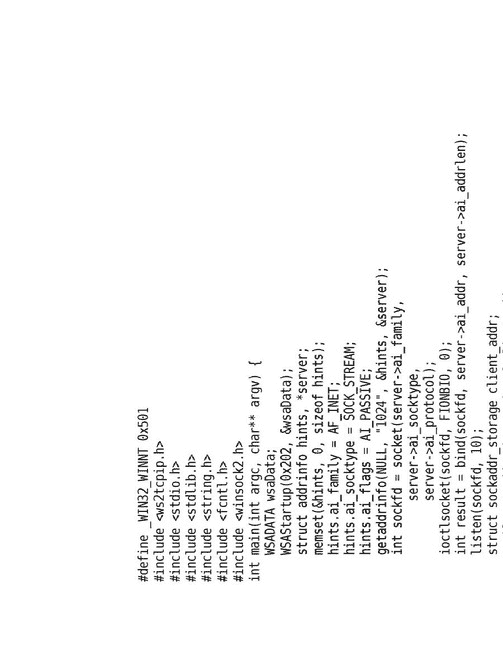 #define _WIN32_WINNT 0x501
#include <ws2tcpip.h>
#include <stdio.h>
#include <stdlib.h>
#include <string.h>
#include <fcntl.h>
#include <winsock2.h>
int main(int argc, char** argv) {
WSADATA wsaData;
WSAStartup(0x202, &wsaData);
struct addrinfo hints, *server;
memset(&hints, 0, sizeof hints);
hints.ai_family = AF_INET;
hints.ai_socktype = SOCK_STREAM;
hints.ai_flags = AI_PASSIVE;
getaddrinfo(NULL, "1024", &hints, &server);
int sockfd = socket(server->ai_family,
server->ai_socktype,
server->ai_protocol);
ioctlsocket(sockfd, FIONBIO, 0);
int result = bind(sockfd, server->ai_addr, server->ai_addrlen);
listen(sockfd, 10);
struct sockaddr_storage client_addr;